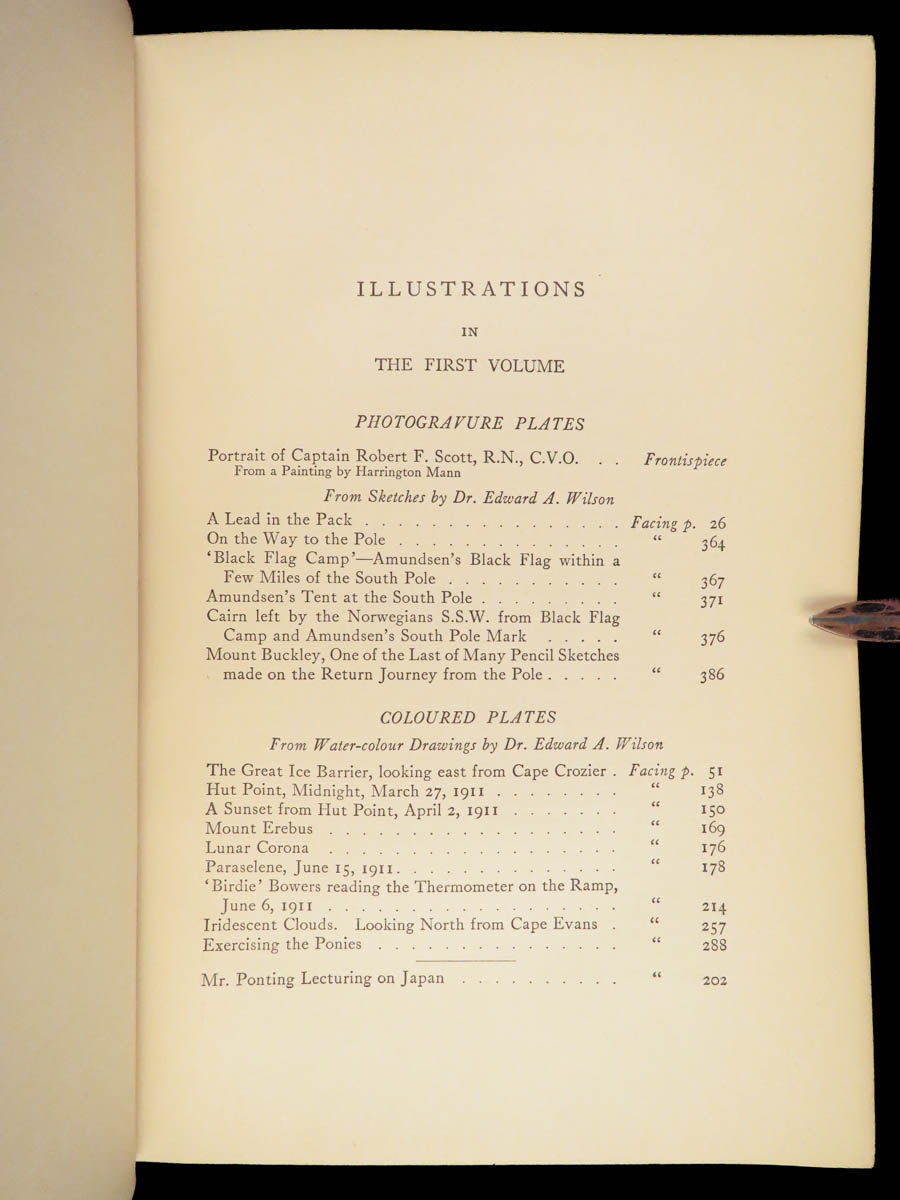 ILLUSTRATIONS
IN
THE FIRST VOLUME
PHOTOGRAVURE PLATES
Portrait of Captain Robert F. Scott, R.N., C.V.O. . . Frontispiece
From a Painting by Harrington Mann
From Sketches by Dr. Edward A. Wilson
A Lead in the Pack . . . . . . . . . . . . . . . . Facing p. 26
On the Way to the Pole . . . . . . . . . . . . . . “ 364
‘Black Flag Camp’—Amundsen’s Black Flag within a
Few Miles of the South Pole . . . . . . . . . . . “ 367
Amundsen’s Tent at the South Pole . . . . . . . . . “ 371
Cairn left by the Norwegians S.S.W. from Black Flag
Camp and Amundsen’s South Pole Mark . . . . . “ 376
Mount Buckley, One of the Last of Many Pencil Sketches
made on the Return Journey from the Pole . . . . . “ 386
COLOURED PLATES
From Water-colour Drawings by Dr. Edward A. Wilson
The Great Ice Barrier, looking east from Cape Crozier . Facing p. 51
Hut Point, Midnight, March 27, 1911 . . . . . . . . “ 138
A Sunset from Hut Point, April 2, 1911 . . . . . . . “ 150
Mount Erebus . . . . . . . . . . . . . . . . . . “ 169
Lunar Corona . . . . . . . . . . . . . . . . . . “ 176
Paraselene, June 15, 1911 . . . . . . . . . . . . . . “ 178
‘Birdie’ Bowers reading the Thermometer on the Ramp,
June 6, 1911 . . . . . . . . . . . . . . . . . . “ 214
Iridescent Clouds. Looking North from Cape Evans . “ 257
Exercising the Ponies . . . . . . . . . . . . . . . “ 288
Mr. Ponting Lecturing on Japan . . . . . . . . . . “ 202